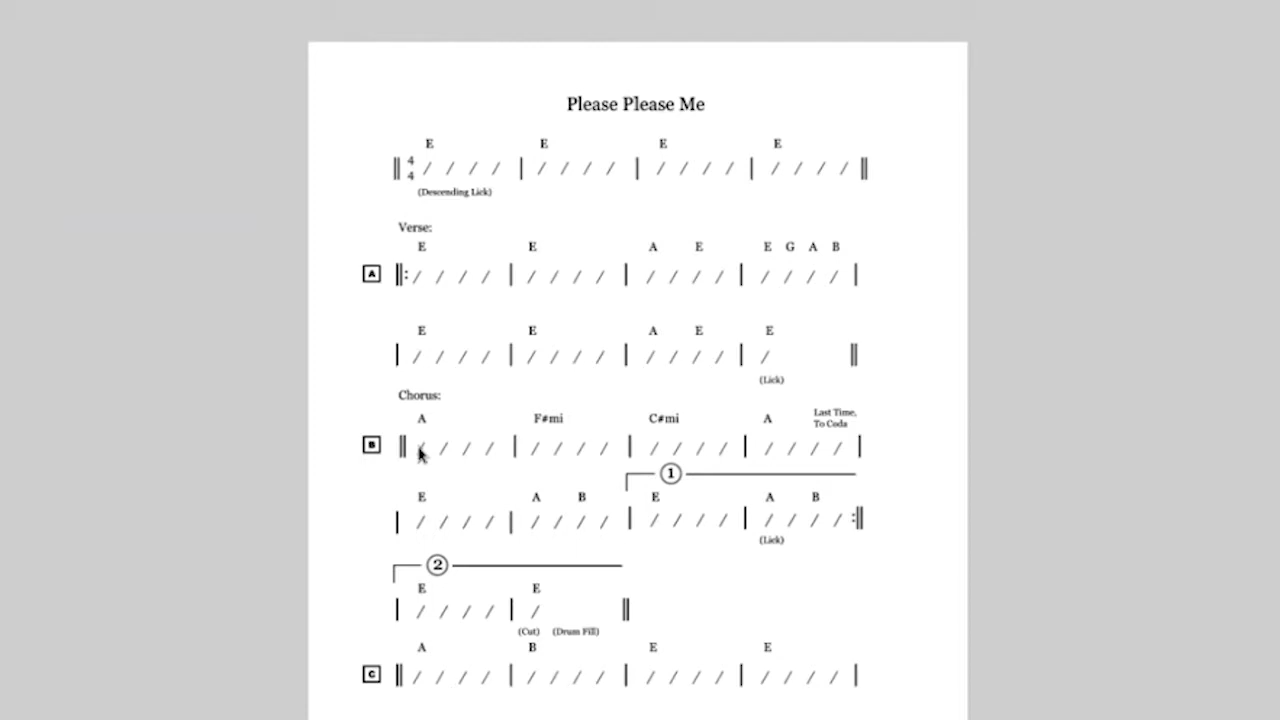 Please Please Me
E E E E
4
4 / / / / | / / / / | / / / / | / / / /
(Descending Lick)
Verse:
E E A E E G A B
A / / / / | / / / / | / / / / | / / / / |
E E A E E
| / / / / | / / / / | / / / / | /
(Lick)
Chorus:
A F#mi C#mi A Last Time,
To Coda
B / / / / | / / / / | / / / / | / / / / |
1
E A B E A B
| / / / / | / / / / | / / / / | / / / / :
(Lick)
2
E E
| / / / / | /
(Cut) (Drum Fill)
A B E E
C / / / / | / / / / | / / / / | / / / / |